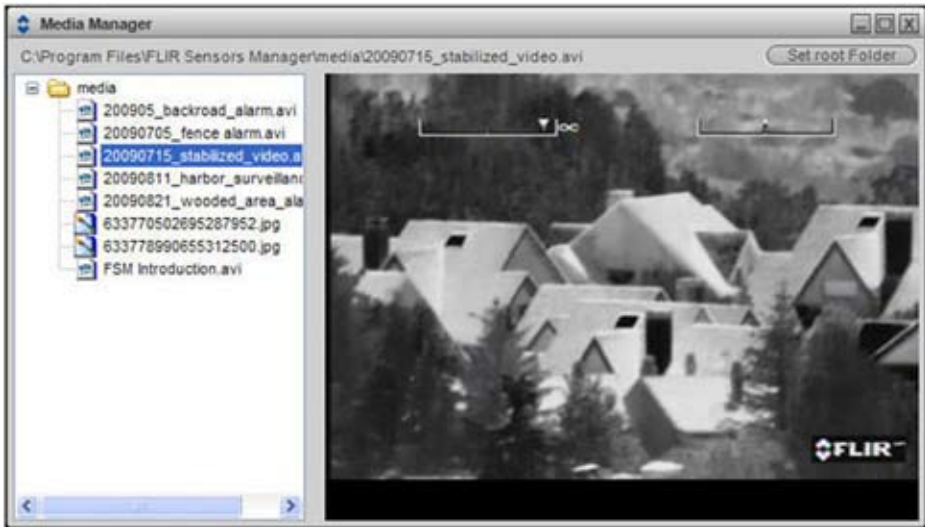 Media Manager
C:\Program Files\FLIR Sensors Manager\media\20090715_stabilized_video.avi
Set root Folder
media
200905_backroad_alarm.avi
20090705_fence alarm.avi
20090715_stabilized_video.a
20090811_harbor_surveillanc
20090821_wooded_area_ala
633770502695287952.jpg
633778990655312500.jpg
FSM Introduction.avi
FLIR